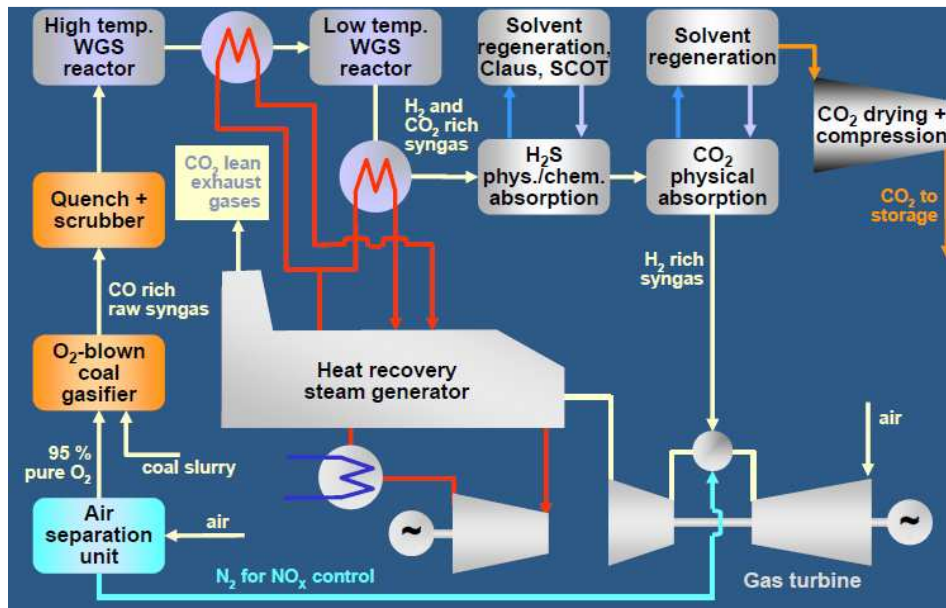 High temp.
WGS
reactor
Low temp.
WGS
reactor
Solvent
regeneration,
Claus, SCOT
Solvent
regeneration
CO₂ drying +
compression
H₂ and
CO₂ rich
syngas
CO₂ lean
exhaust
gases
H₂S
phys./chem.
absorption
CO₂
physical
absorption
Quench +
scrubber
CO₂ to
storage
H₂ rich
syngas
CO rich
raw syngas
O₂-blown
coal
gasifier
Heat recovery
steam generator
95 %
pure O₂
coal slurry
air
Air
separation
unit
air
~
~
N₂ for NOₓ control
Gas turbine